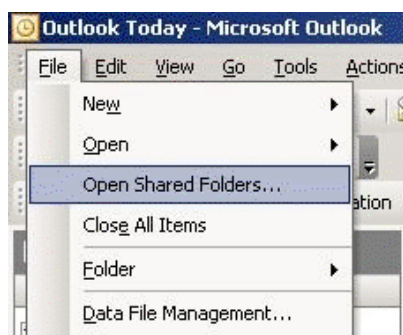 Outlook Today - Microsoft Outlook
File Edit View Go Tools Actions
New
Open
Open Shared Folders...
ation
Close All Items
Folder
Data File Management...